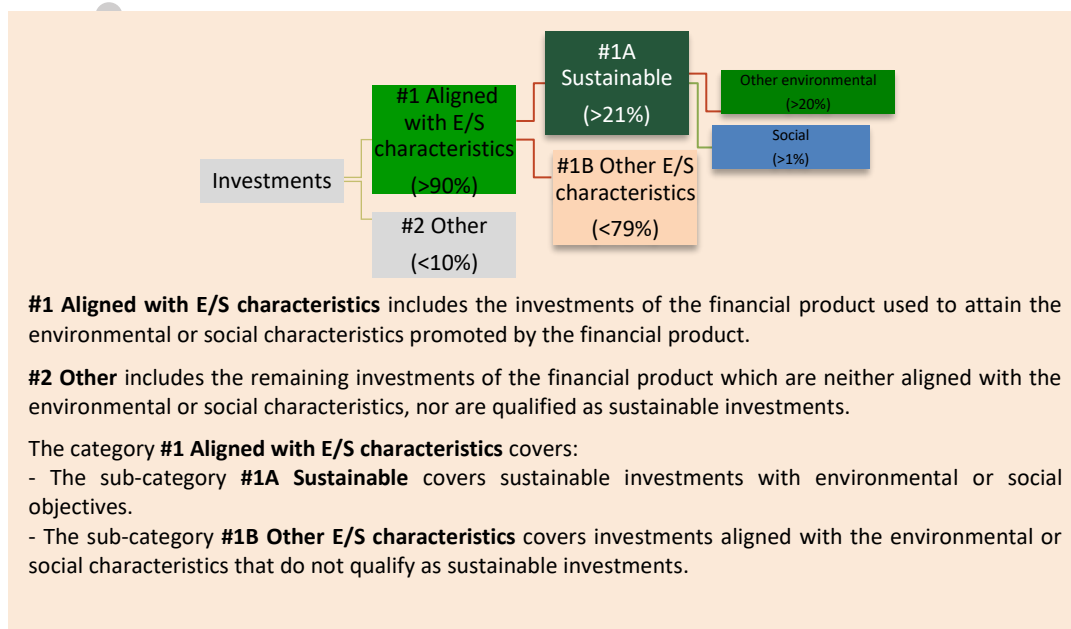 #1A
Sustainable
(>21%)
Other environmental
(>20%)
Social
(>1%)
#1 Aligned
with E/S
characteristics
(>90%)
#1B Other E/S
characteristics
(<79%)
Investments
#2 Other
(<10%)
#1 Aligned with E/S characteristics includes the investments of the financial product used to attain the
environmental or social characteristics promoted by the financial product.
#2 Other includes the remaining investments of the financial product which are neither aligned with the
environmental or social characteristics, nor are qualified as sustainable investments.
The category #1 Aligned with E/S characteristics covers:
- The sub-category #1A Sustainable covers sustainable investments with environmental or social
objectives.
- The sub-category #1B Other E/S characteristics covers investments aligned with the environmental or
social characteristics that do not qualify as sustainable investments.